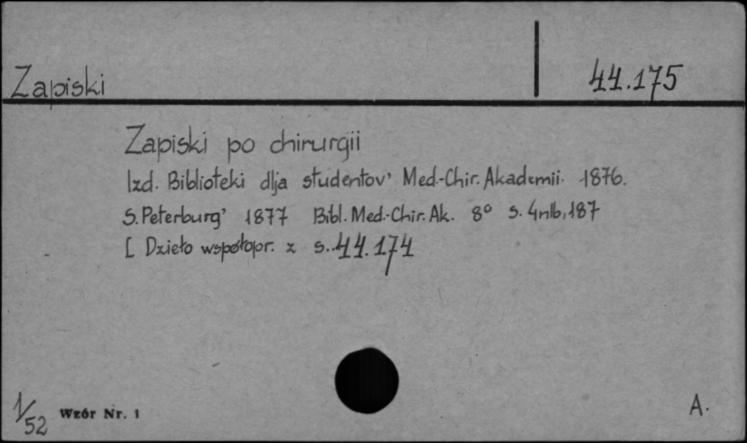 Zapiski
44.175
Zapiski po chirurgii
Izd. Biblioteki dlja studentov' Med-Chir. Akademii. 1876.
S. Peterburg' 1877 Bibl. Med.-Chir. Ak. 8° s. 4nlb, 187
[ Dzieło współopr. z s. 44.174
1/52 Wzór Nr. 1
A.